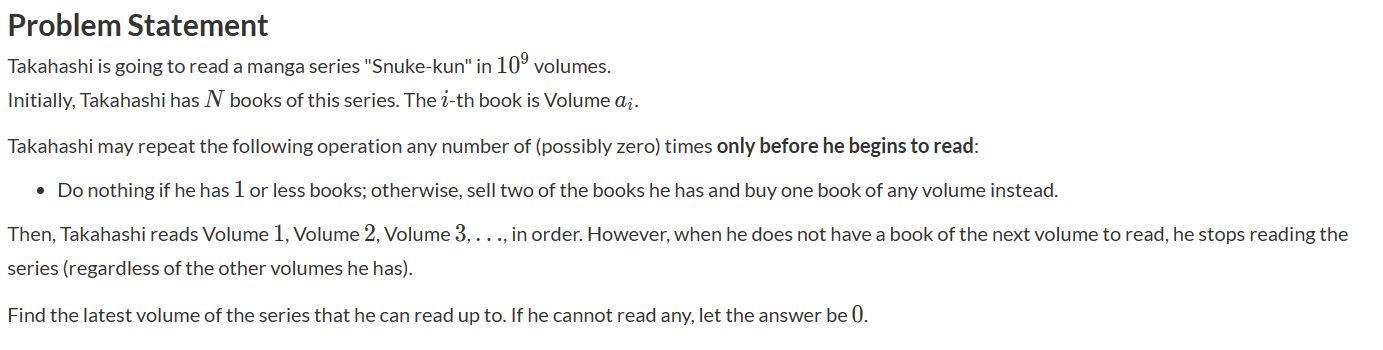 Problem Statement
Takahashi is going to read a manga series "Snuke-kun" in 10⁹ volumes.
Initially, Takahashi has N books of this series. The i-th book is Volume aᵢ.
Takahashi may repeat the following operation any number of (possibly zero) times only before he begins to read:
• Do nothing if he has 1 or less books; otherwise, sell two of the books he has and buy one book of any volume instead.
Then, Takahashi reads Volume 1, Volume 2, Volume 3, . . ., in order. However, when he does not have a book of the next volume to read, he stops reading the
series (regardless of the other volumes he has).
Find the latest volume of the series that he can read up to. If he cannot read any, let the answer be 0.